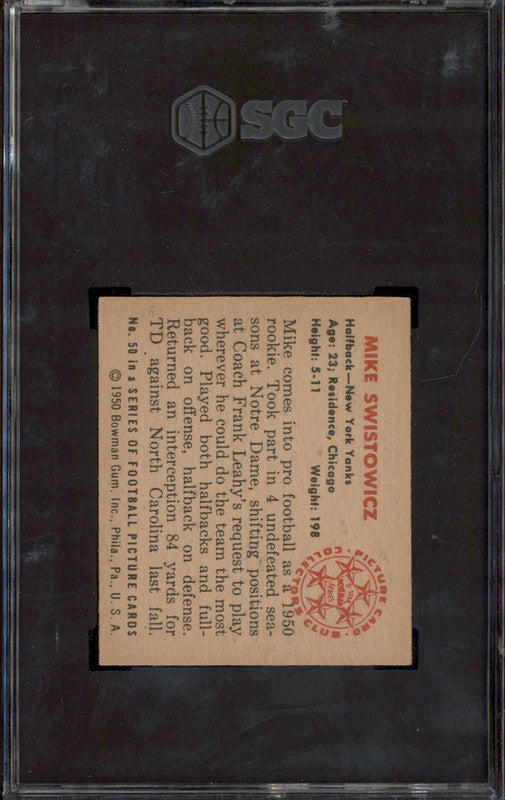 SGC
MIKE SWISTOWICZ
Halfback—New York Yanks
Age: 23; Residence, Chicago
Height: 5-11 Weight: 198
PICTURE CARD COLLECTORS CLUB
Mike comes into pro football as a 1950
rookie. Took part in 4 undefeated sea-
sons at Notre Dame, shifting positions
at Coach Frank Leahy's request to play
wherever he could do the team the most
good. Played both halfbacks and full-
back on offense, halfback on defense.
Returned an interception 84 yards for
TD against North Carolina last fall.
No. 50 in a SERIES OF FOOTBALL PICTURE CARDS
© 1950 Bowman Gum, Inc., Phila., Pa., U. S. A.